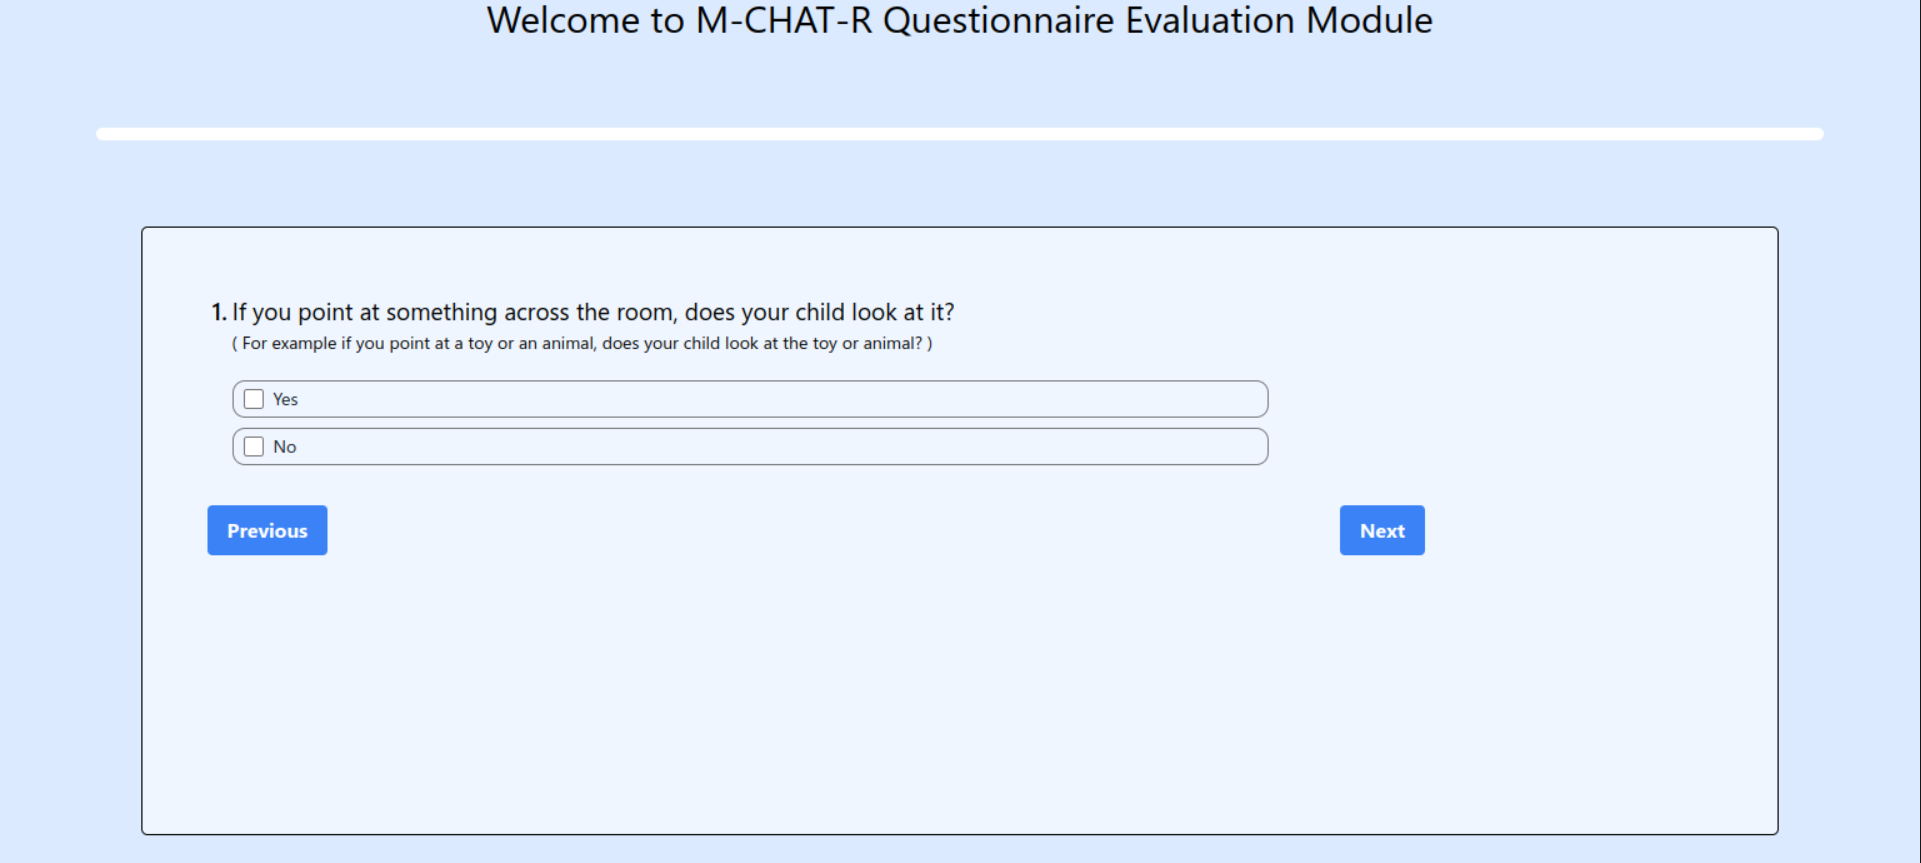 Welcome to M-CHAT-R Questionnaire Evaluation Module
1. If you point at something across the room, does your child look at it?
( For example if you point at a toy or an animal, does your child look at the toy or animal? )
Yes
No
Previous
Next